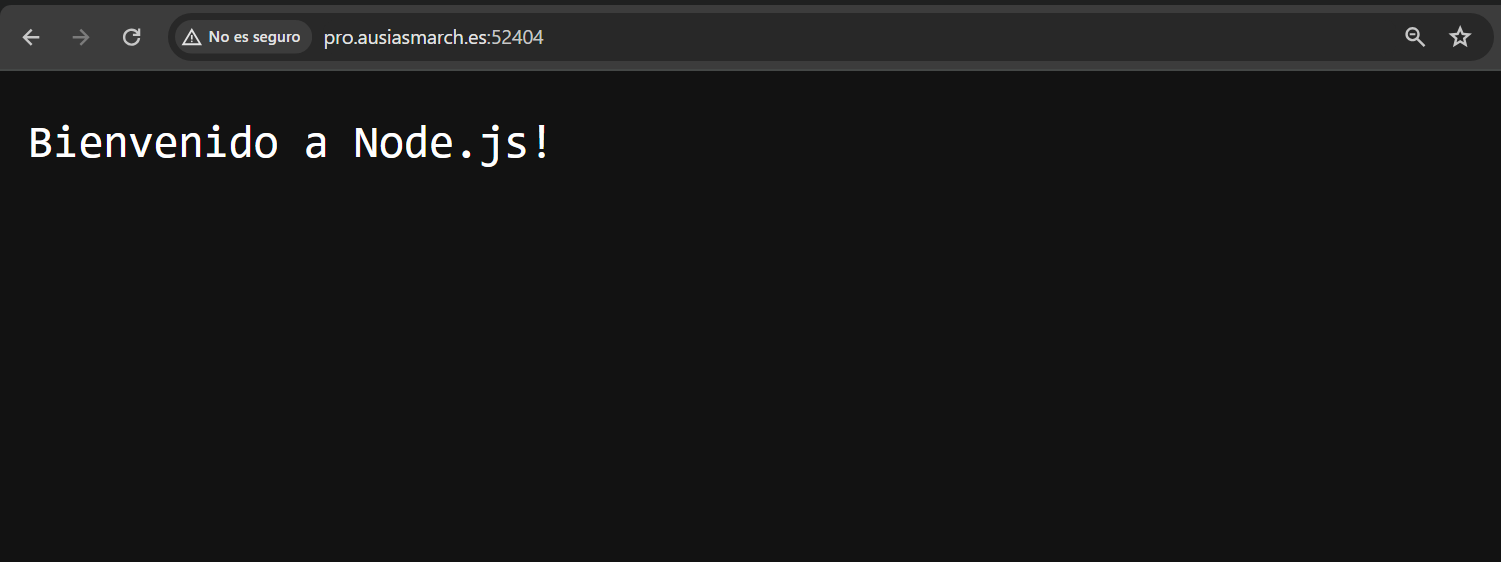 No es seguro pro.ausiasmarch.es:52404
Bienvenido a Node.js!